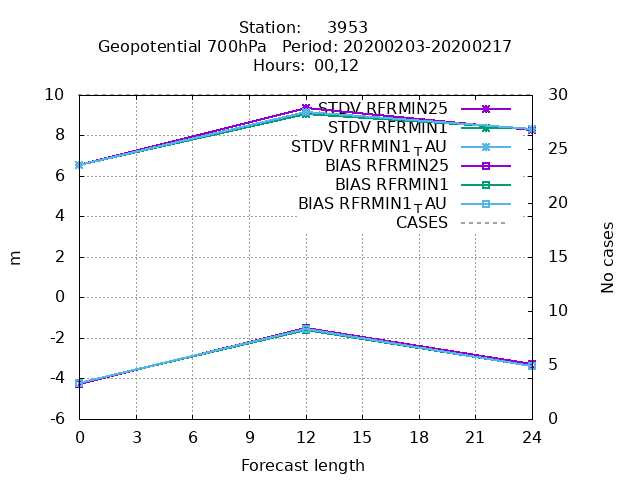 Station: 3953
Geopotential 700hPa Period: 20200203-20200217
Hours: 00,12
10
8
6
4
2
0
-2
-4
-6
m
STDV RFRMIN25
STDV RFRMIN1
STDV RFRMIN1TAU
BIAS RFRMIN25
BIAS RFRMIN1
BIAS RFRMIN1TAU
CASES
30
25
20
15
10
5
0
No cases
0 3 6 9 12 15 18 21 24
Forecast length